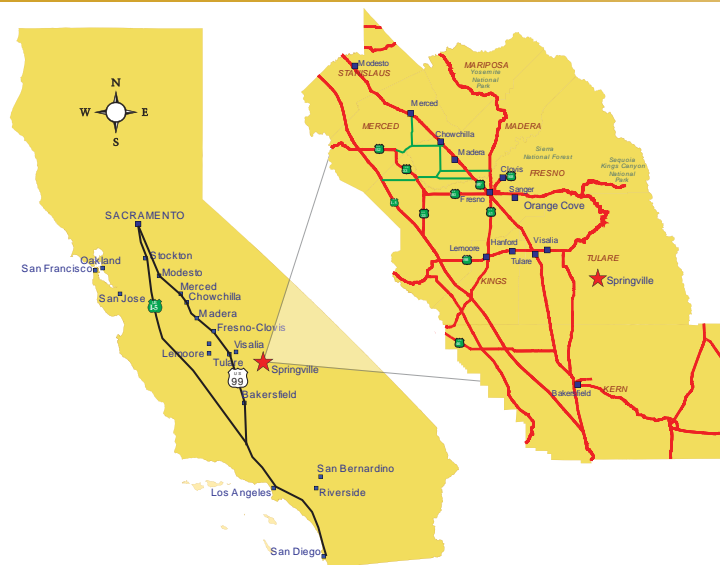 N
W
E
S
SACRAMENTO
Stockton
Oakland
San Francisco
Modesto
Merced
San Jose
Chowchilla
I-5
Madera
Fresno-Clovis
Visalia
Lemoore
Tulare
Springville
US
99
Bakersfield
San Bernardino
Los Angeles
Riverside
San Diego
Modesto
STANISLAUS
MARIPOSA
Yosemite
National
Park
Merced
MERCED
MADERA
Chowchilla
Madera
Sierra
National Forest
Sequoia
Kings Canyon
National
Park
Clovis
FRESNO
Sanger
Fresno
Orange Cove
Lemoore
Hanford
Visalia
Tulare
TULARE
KINGS
Springville
Bakersfield
KERN